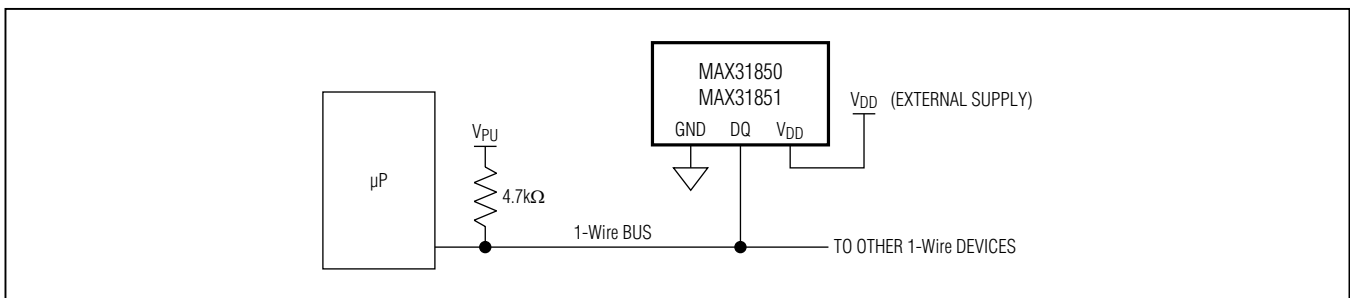 MAX31850
MAX31851
VDD (EXTERNAL SUPPLY)
GND DQ VDD
VPU
µP
4.7kΩ
1-Wire BUS
TO OTHER 1-Wire DEVICES